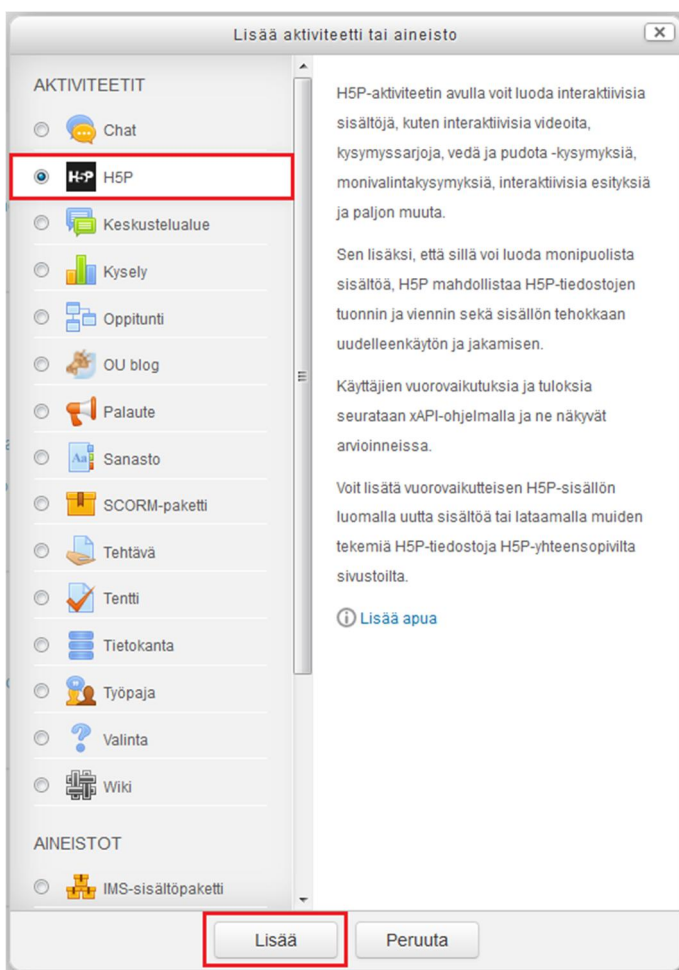 Lisää aktiviteetti tai aineisto
AKTIVITEETIT
Chat
H5P
Keskustelualue
Kysely
Oppitunti
OU blog
Palaute
Sanasto
SCORM-paketti
Tehtävä
Tentti
Tietokanta
Työpaja
Valinta
Wiki
AINEISTOT
IMS-sisältöpaketti
H5P-aktiviteetin avulla voit luoda interaktiivisia
sisältöjä, kuten interaktiivisia videoita,
kysymyssarjoja, vedä ja pudota -kysymyksiä,
monivalintakysymyksiä, interaktiivisia esityksiä
ja paljon muuta.
Sen lisäksi, että sillä voi luoda monipuolista
sisältöä, H5P mahdollistaa H5P-tiedostojen
tuonnin ja viennin sekä sisällön tehokkaan
uudelleenkäytön ja jakamisen.
Käyttäjien vuorovaikutuksia ja tuloksia
seurataan xAPI-ohjelmalla ja ne näkyvät
arvioinneissa.
Voit lisätä vuorovaikutteisen H5P-sisällön
luomalla uutta sisältöä tai lataamalla muiden
tekemiä H5P-tiedostoja H5P-yhteensopivilta
sivustoilta.
Lisää apua
Lisää
Peruuta